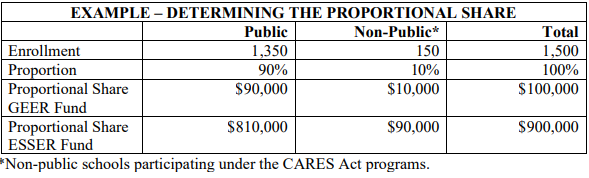 EXAMPLE – DETERMINING THE PROPORTIONAL SHARE
Public Non-Public* Total
Enrollment 1,350 150 1,500
Proportion 90% 10% 100%
Proportional Share $90,000 $10,000 $100,000
GEER Fund
Proportional Share $810,000 $90,000 $900,000
ESSER Fund
*Non-public schools participating under the CARES Act programs.